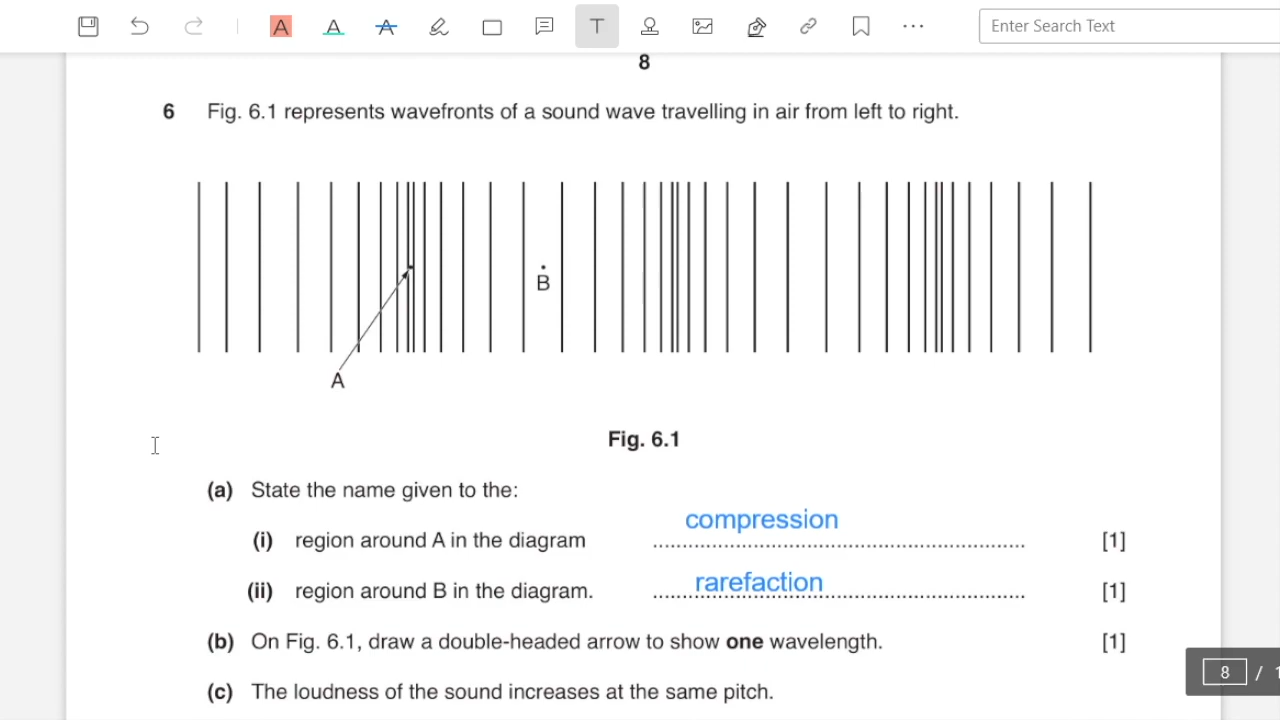 Enter Search Text
8
6 Fig. 6.1 represents wavefronts of a sound wave travelling in air from left to right.
B
A
Fig. 6.1
(a) State the name given to the:
compression
(i) region around A in the diagram ................................................................ [1]
rarefaction
(ii) region around B in the diagram. ................................................................ [1]
(b) On Fig. 6.1, draw a double-headed arrow to show one wavelength. [1]
8 / 1
(c) The loudness of the sound increases at the same pitch.